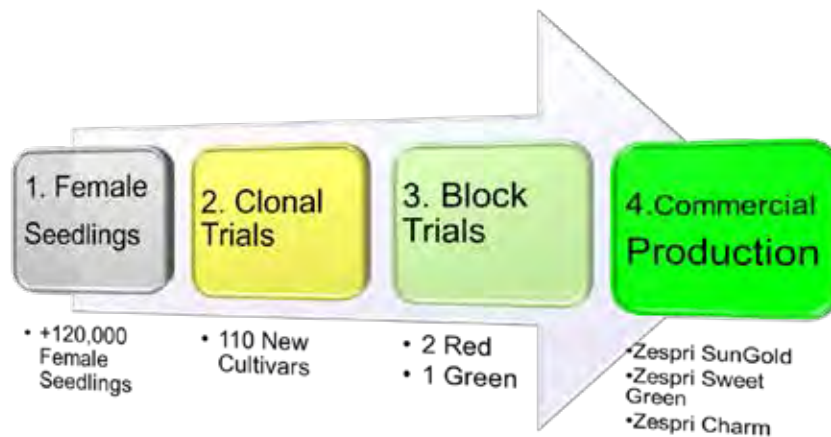 1. Female
Seedlings
• +120,000
Female
Seedlings
2. Clonal
Trials
• 110 New
Cultivars
3. Block
Trials
• 2 Red
• 1 Green
4.Commercial
Production
•Zespri SunGold
•Zespri Sweet
Green
•Zespri Charm